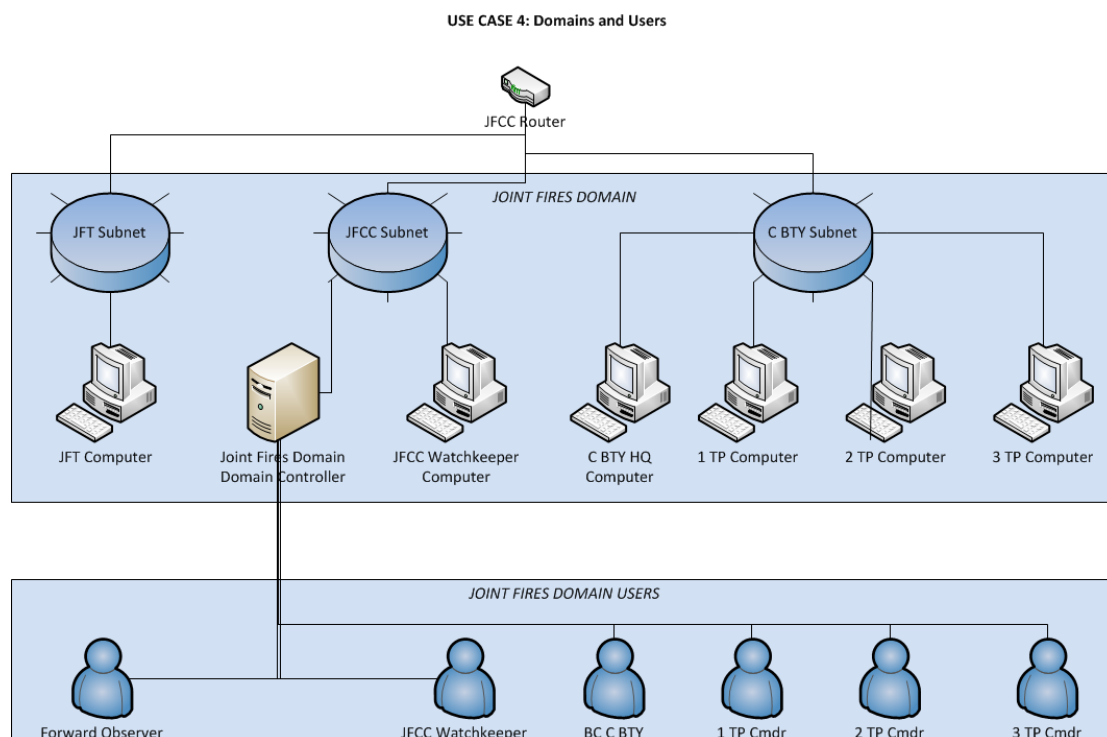 USE CASE 4: Domains and Users
JFCC Router
JOINT FIRES DOMAIN
JFT Subnet
JFCC Subnet
C BTY Subnet
JFT Computer
Joint Fires Domain
Domain Controller
JFCC Watchkeeper
Computer
C BTY HQ
Computer
1 TP Computer
2 TP Computer
3 TP Computer
JOINT FIRES DOMAIN USERS
Forward Observer
JFCC Watchkeeper
BC C BTY
1 TP Cmdr
2 TP Cmdr
3 TP Cmdr